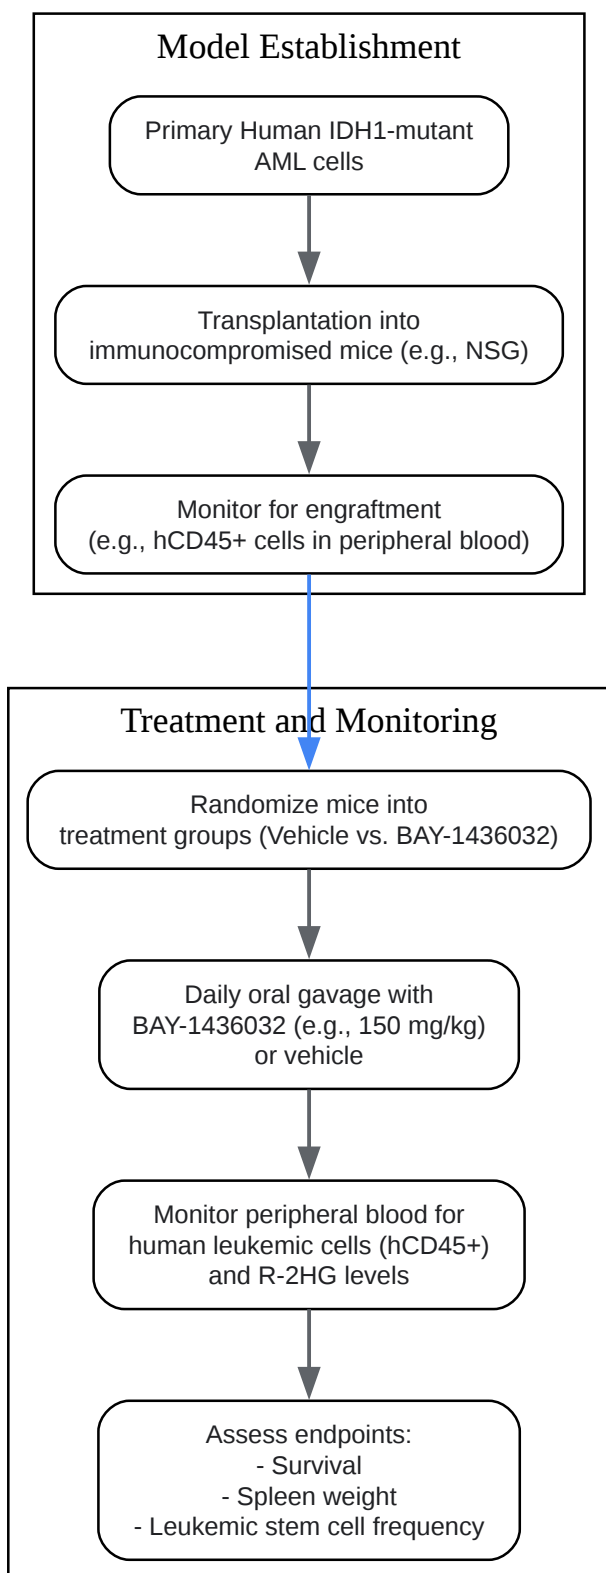 Model Establishment
Primary Human IDH1-mutant
AML cells
Transplantation into
immunocompromised mice (e.g., NSG)
Monitor for engraftment
(e.g., hCD45+ cells in peripheral blood)
Treatment and Monitoring
Randomize mice into
treatment groups (Vehicle vs. BAY-1436032)
Daily oral gavage with
BAY-1436032 (e.g., 150 mg/kg)
or vehicle
Monitor peripheral blood for
human leukemic cells (hCD45+)
and R-2HG levels
Assess endpoints:
- Survival
- Spleen weight
- Leukemic stem cell frequency